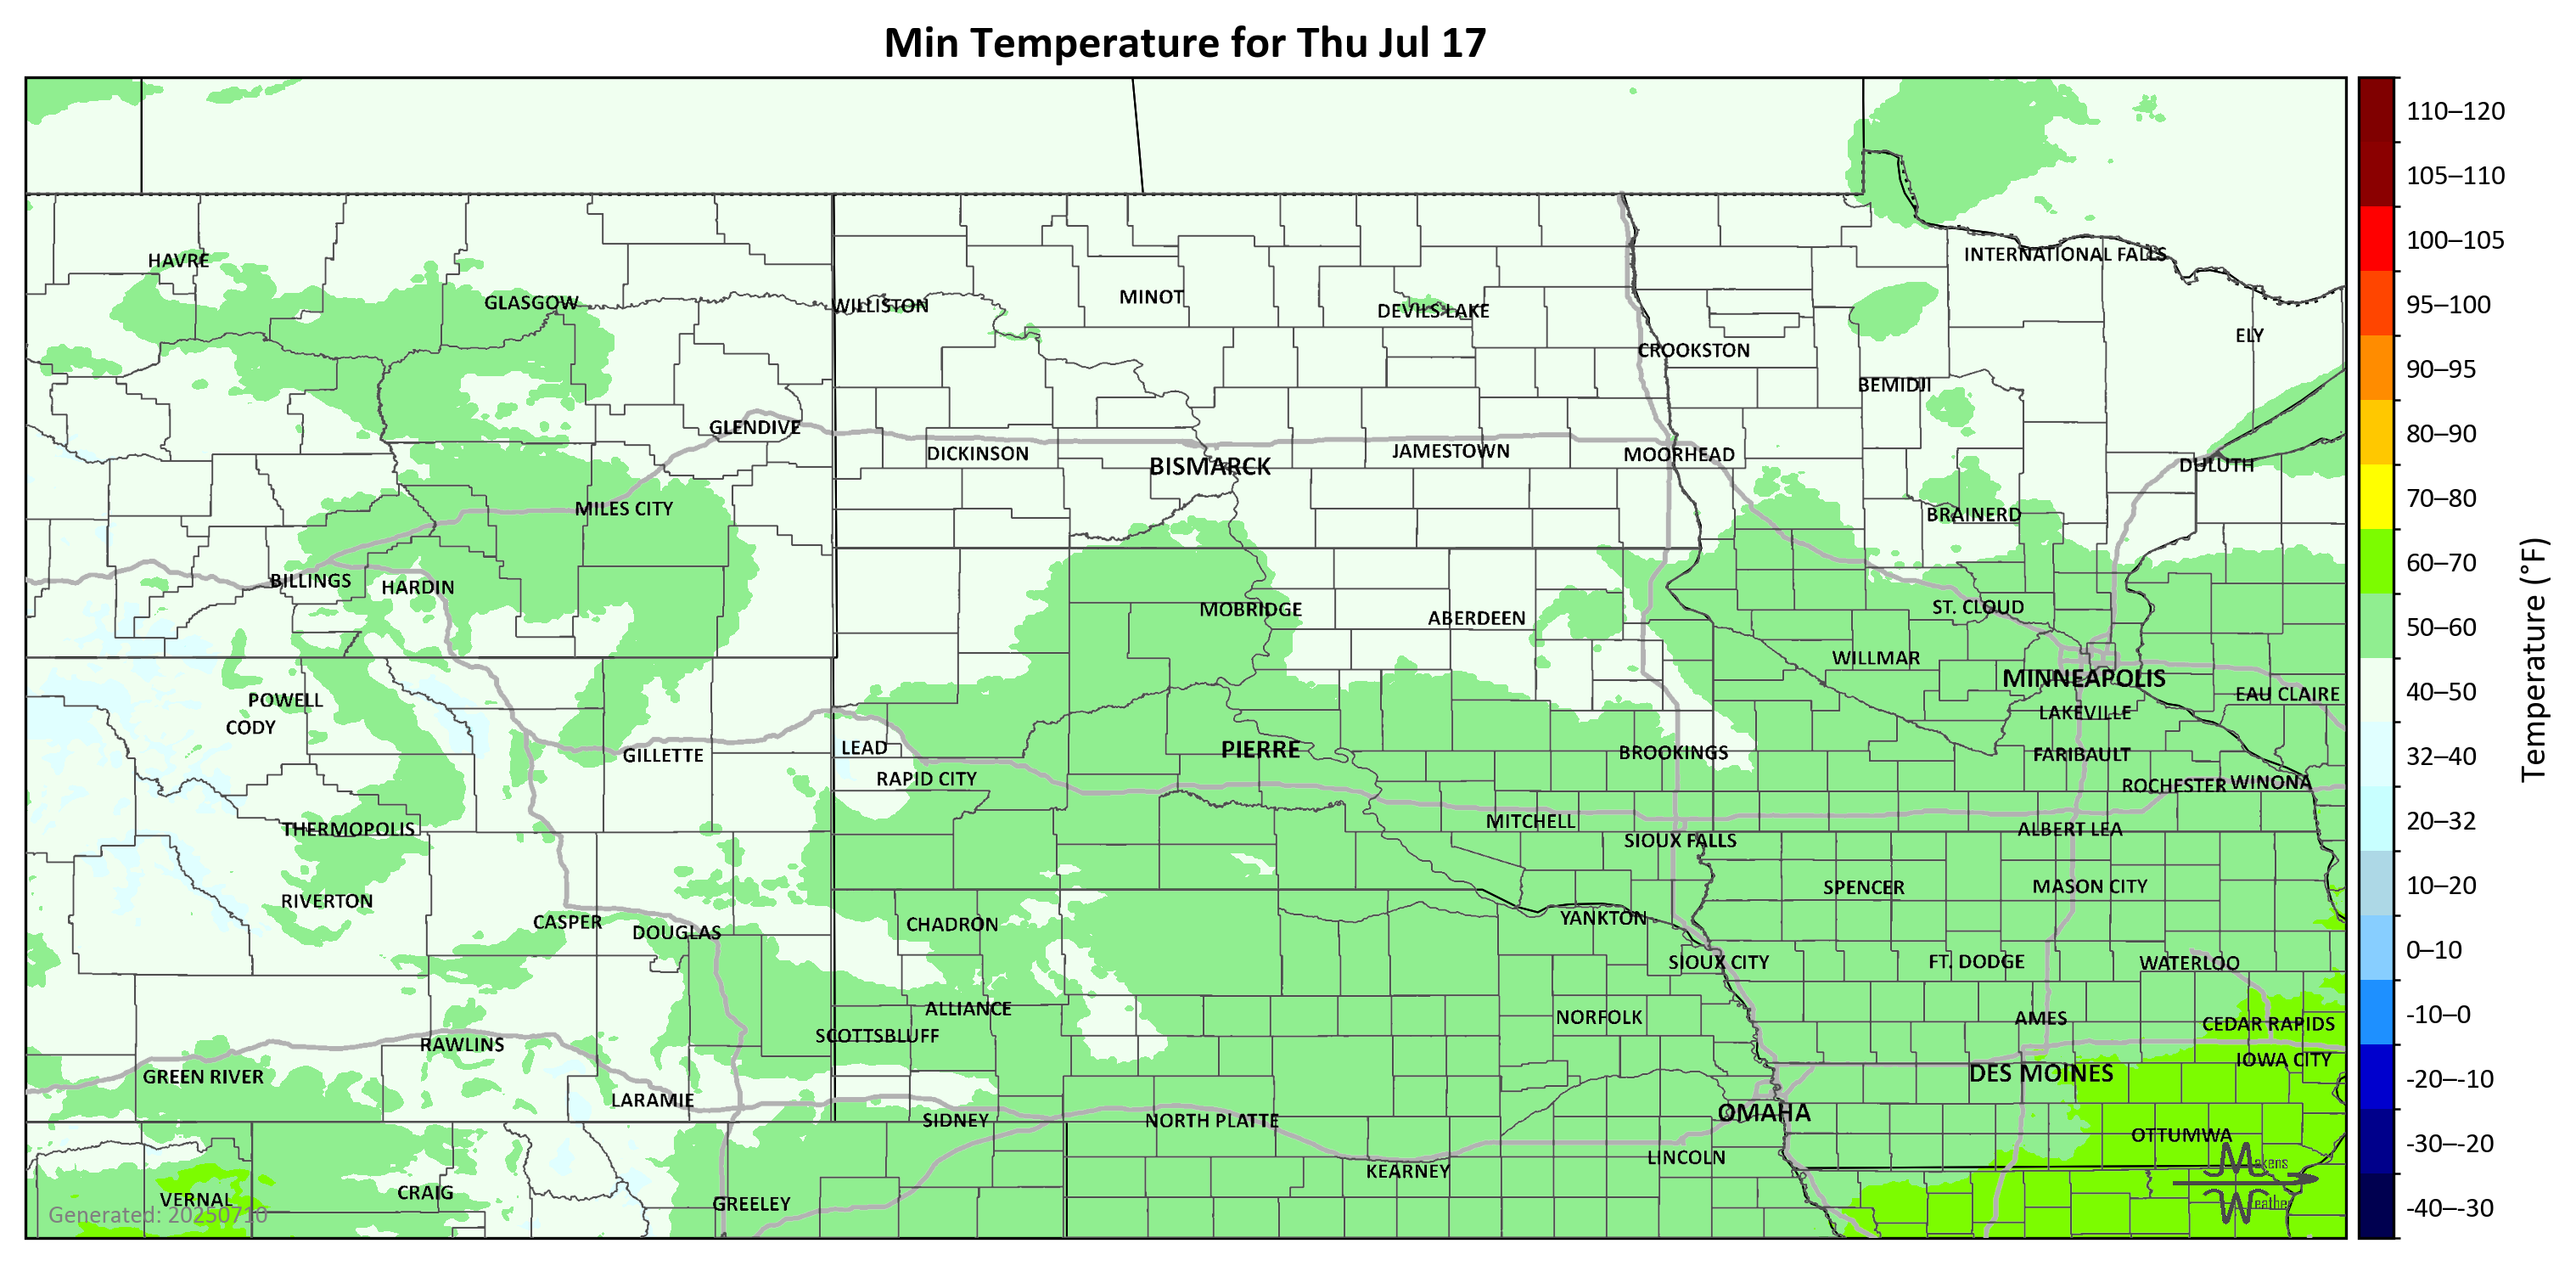 Min Temperature for Thu Jul 17
110–120
105–110
100–105
95–100
90–95
80–90
70–80
60–70
50–60
40–50
32–40
20–32
10–20
0–10
-10–0
-20–-10
-30–-20
-40–-30
Temperature (°F)
HAVRE
INTERNATIONAL FALLS
GLASGOW
WILLISTON
MINOT
DEVILS LAKE
ELY
CROOKSTON
BEMIDJI
GLENDIVE
DICKINSON
BISMARCK
JAMESTOWN
MOORHEAD
DULUTH
MILES CITY
BRAINERD
BILLINGS
HARDIN
MOBRIDGE
ABERDEEN
ST. CLOUD
WILLMAR
MINNEAPOLIS
POWELL
EAU CLAIRE
CODY
LAKEVILLE
GILLETTE
LEAD
PIERRE
BROOKINGS
FARIBAULT
RAPID CITY
ROCHESTER
WINONA
THERMOPOLIS
MITCHELL
SIOUX FALLS
ALBERT LEA
RIVERTON
SPENCER
MASON CITY
CASPER
DOUGLAS
CHADRON
YANKTON
SIOUX CITY
FT. DODGE
WATERLOO
ALLIANCE
NORFOLK
AMES
CEDAR RAPIDS
SCOTTSBLUFF
RAWLINS
IOWA CITY
GREEN RIVER
DES MOINES
LARAMIE
SIDNEY
NORTH PLATTE
OMAHA
OTTUMWA
LINCOLN
KEARNEY
VERNAL
CRAIG
GREELEY
Makens
Weather
Generated: 20250710